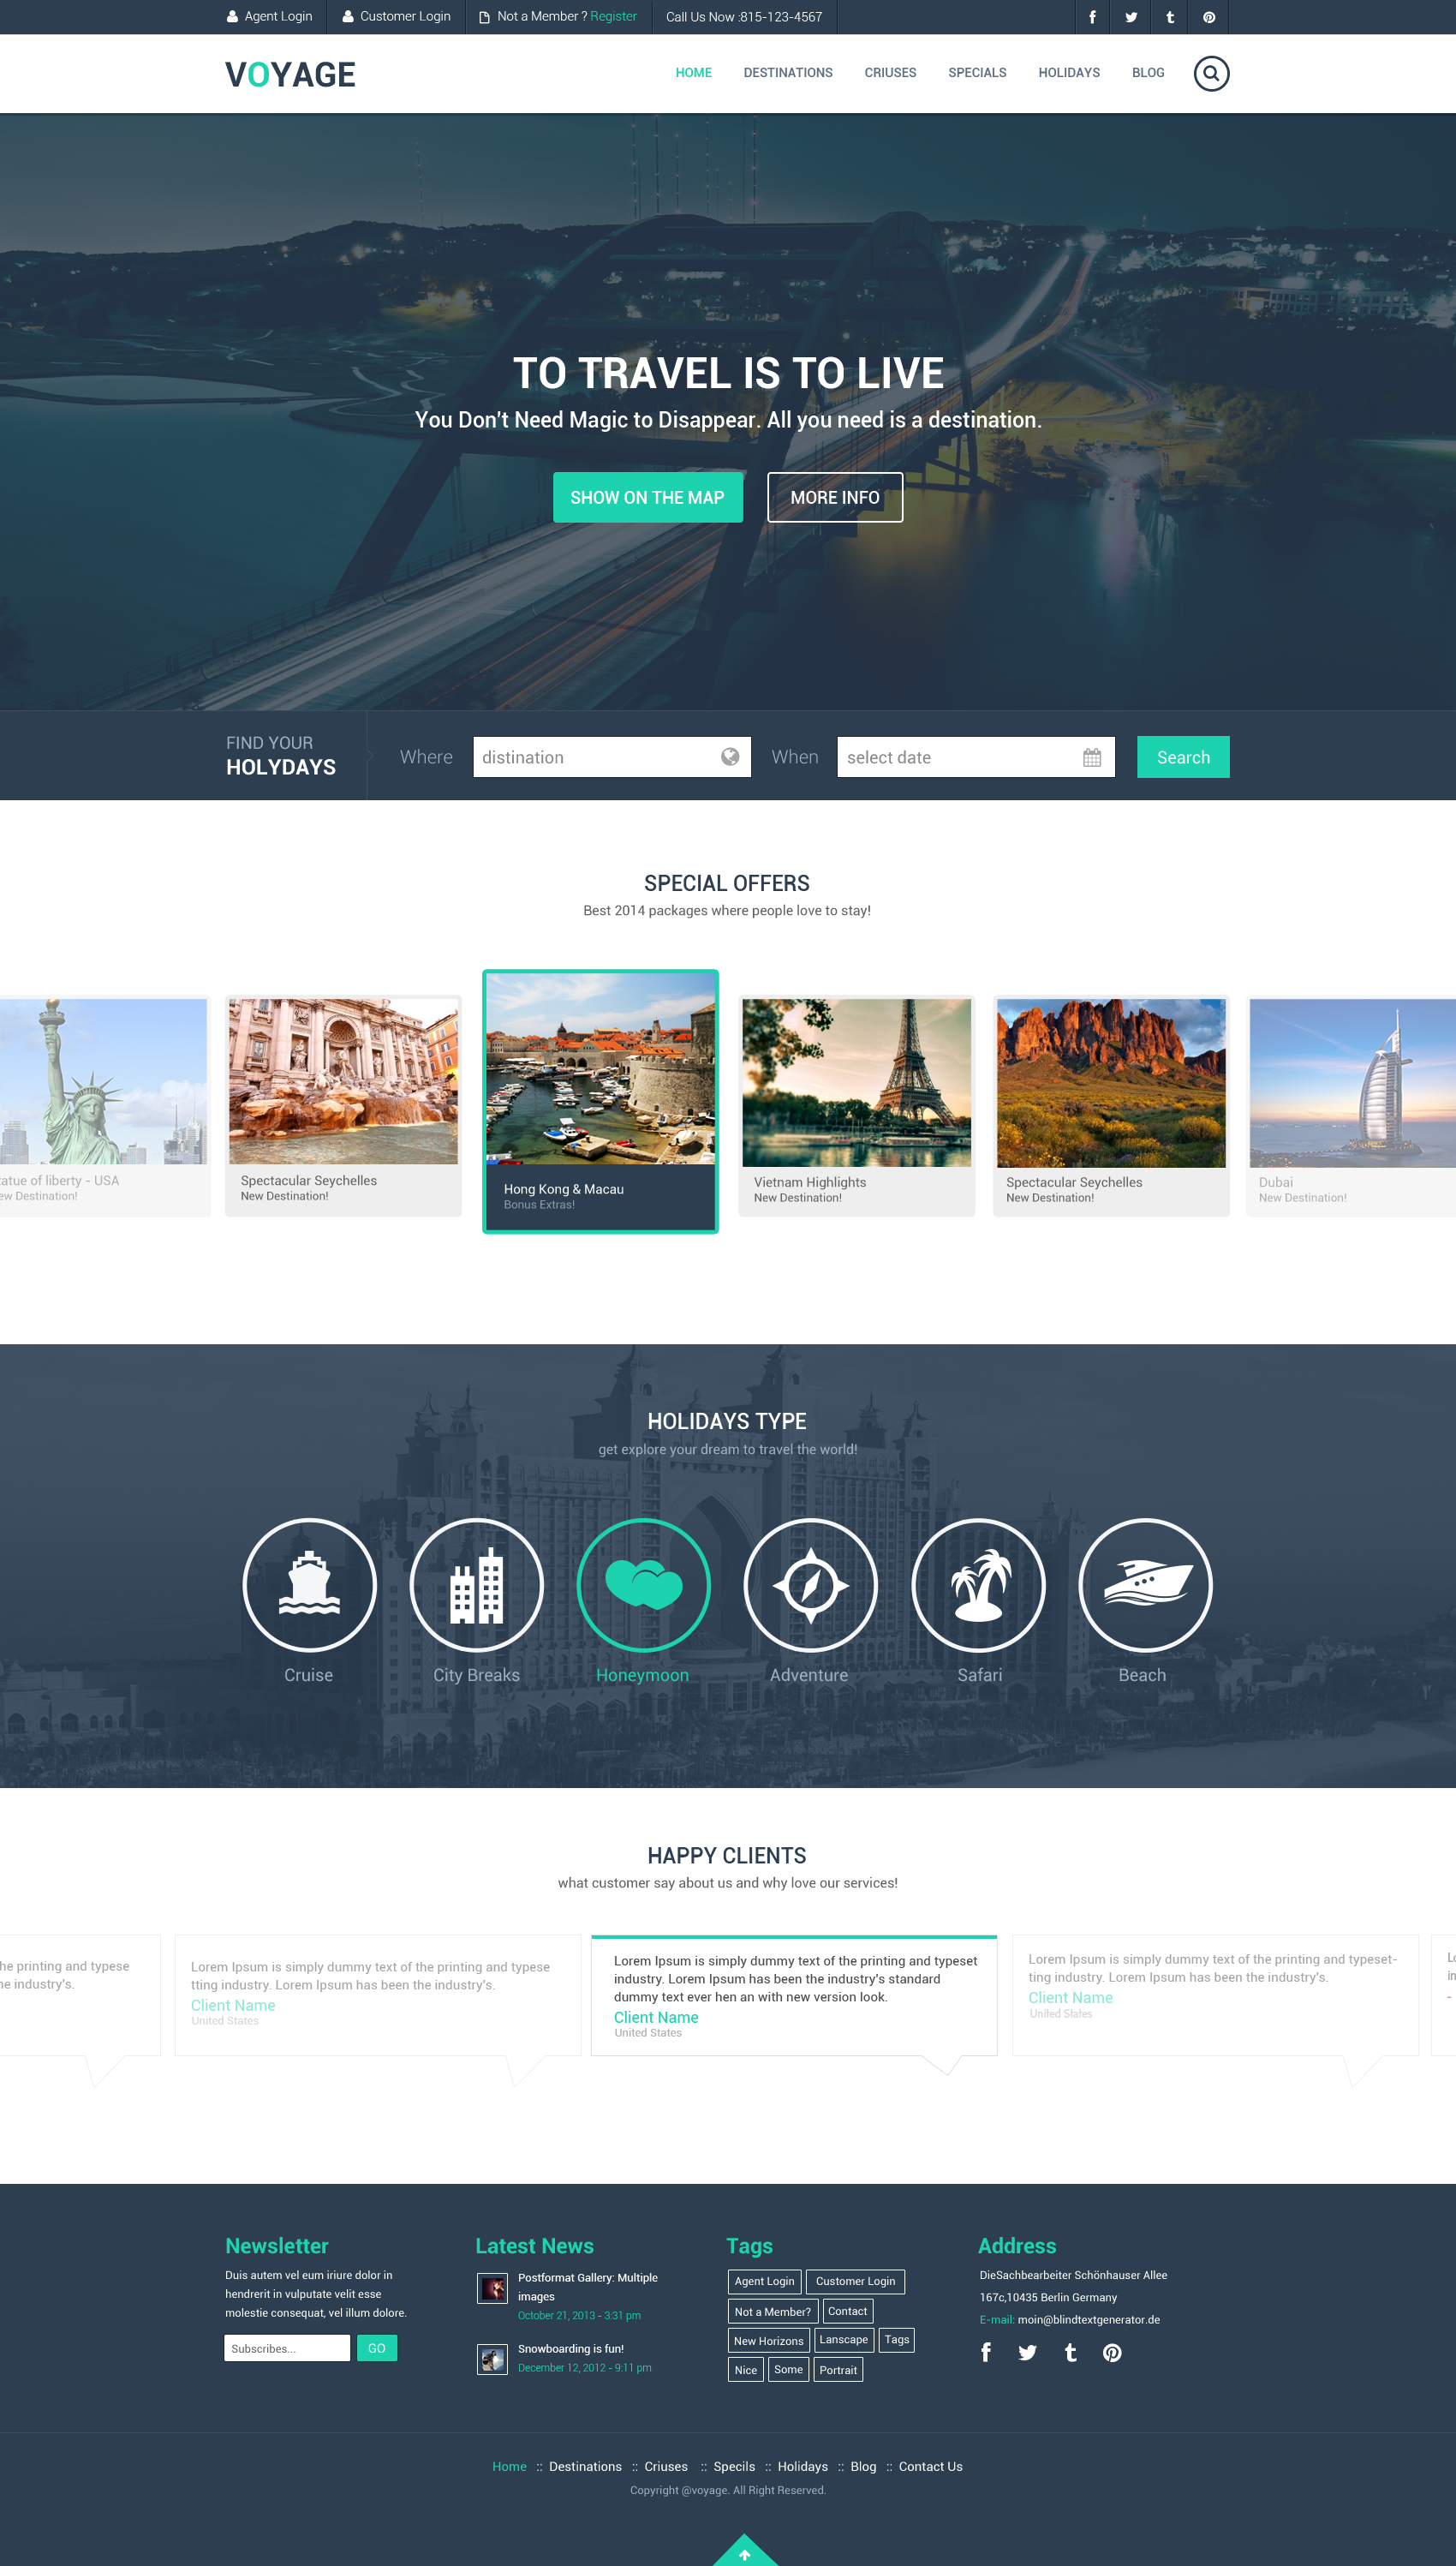 Agent Login
Customer Login
Not a Member ? Register
Call Us Now :815-123-4567
VOYAGE
HOME
DESTINATIONS
CRIUSES
SPECIALS
HOLIDAYS
BLOG
TO TRAVEL IS TO LIVE
You Don't Need Magic to Disappear. All you need is a destination.
SHOW ON THE MAP
MORE INFO
FIND YOUR
HOLYDAYS
Where
distination
When
select date
Search
SPECIAL OFFERS
Best 2014 packages where people love to stay!
atue of liberty - USA
ew Destination!
Spectacular Seychelles
New Destination!
Hong Kong & Macau
Bonus Extras!
Vietnam Highlights
New Destination!
Spectacular Seychelles
New Destination!
Dubai
New Destination!
HOLIDAYS TYPE
get explore your dream to travel the world!
Cruise
City Breaks
Honeymoon
Adventure
Safari
Beach
HAPPY CLIENTS
what customer say about us and why love our services!
he printing and typese
ne industry's.
Lorem Ipsum is simply dummy text of the printing and typese
tting industry. Lorem Ipsum has been the industry's.
Client Name
United States
Lorem Ipsum is simply dummy text of the printing and typeset
industry. Lorem Ipsum has been the industry's standard
dummy text ever hen an with new version look.
Client Name
United States
Lorem Ipsum is simply dummy text of the printing and typeset-
ting industry. Lorem Ipsum has been the industry's.
Client Name
United States
Lo
in
-
Newsletter
Duis autem vel eum iriure dolor in
hendrerit in vulputate velit esse
molestie consequat, vel illum dolore.
Subscribes...
GO
Latest News
Postformat Gallery: Multiple
images
October 21, 2013 - 3:31 pm
Snowboarding is fun!
December 12, 2012 - 9:11 pm
Tags
Agent Login
Customer Login
Not a Member?
Contact
New Horizons
Lanscape
Tags
Nice
Some
Portrait
Address
DieSachbearbeiter Schönhauser Allee
167c,10435 Berlin Germany
E-mail: moin@blindtextgenerator.de
Home :: Destinations :: Criuses :: Specils :: Holidays :: Blog :: Contact Us
Copyright @voyage. All Right Reserved.